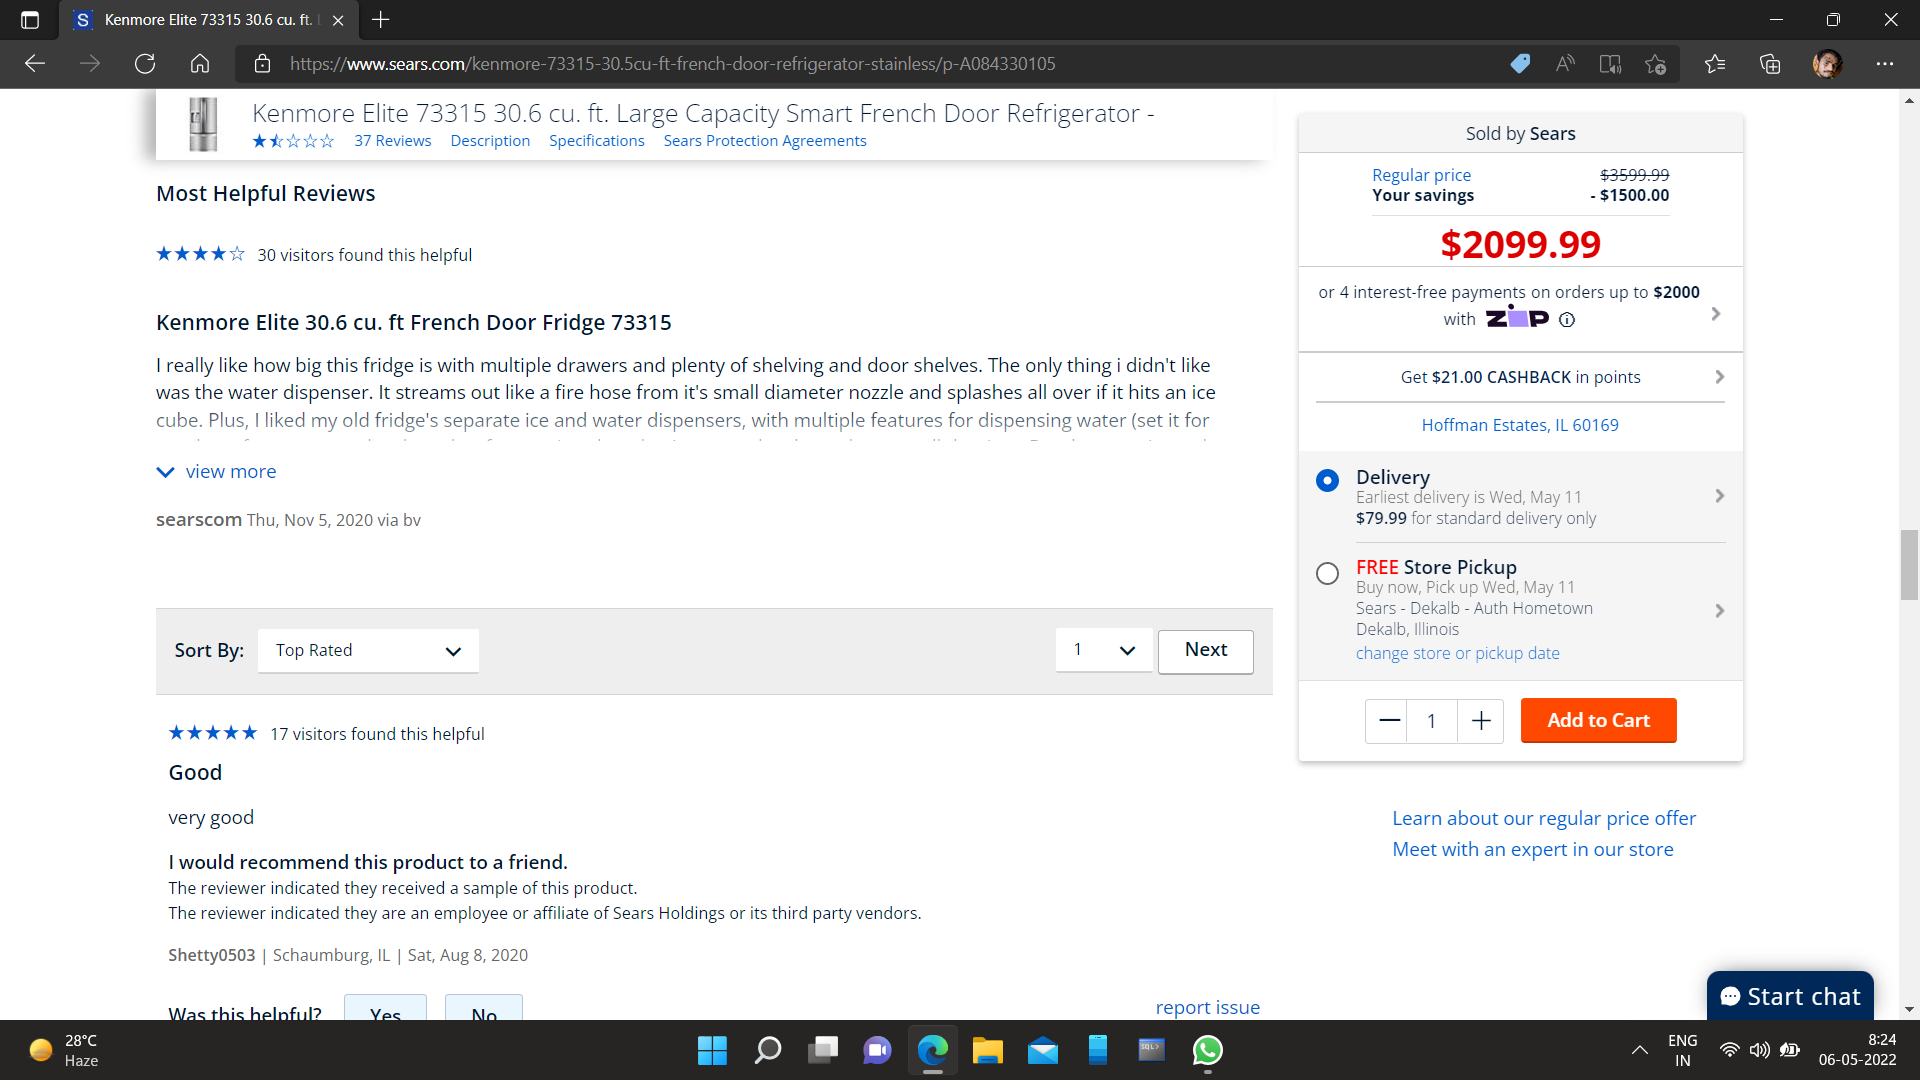 Kenmore Elite 73315 30.6 cu. ft.
https://www.sears.com/kenmore-73315-30.5cu-ft-french-door-refrigerator-stainless/p-A084330105
Kenmore Elite 73315 30.6 cu. ft. Large Capacity Smart French Door Refrigerator -
37 Reviews Description Specifications Sears Protection Agreements
Most Helpful Reviews
30 visitors found this helpful
Kenmore Elite 30.6 cu. ft French Door Fridge 73315
I really like how big this fridge is with multiple drawers and plenty of shelving and door shelves. The only thing i didn't like
was the water dispenser. It streams out like a fire hose from it's small diameter nozzle and splashes all over if it hits an ice
cube. Plus, I liked my old fridge's separate ice and water dispensers, with multiple features for dispensing water (set it for
view more
searscom Thu, Nov 5, 2020 via bv
Sort By: Top Rated 1 Next
17 visitors found this helpful
Good
very good
I would recommend this product to a friend.
The reviewer indicated they received a sample of this product.
The reviewer indicated they are an employee or affiliate of Sears Holdings or its third party vendors.
Shetty0503 | Schaumburg, IL | Sat, Aug 8, 2020
Was this helpful? Yes No
report issue
Sold by Sears
Regular price $3599.99
Your savings - $1500.00
$2099.99
or 4 interest-free payments on orders up to $2000
with ZIP
Get $21.00 CASHBACK in points
Hoffman Estates, IL 60169
Delivery
Earliest delivery is Wed, May 11
$79.99 for standard delivery only
FREE Store Pickup
Buy now, Pick up Wed, May 11
Sears - Dekalb - Auth Hometown
Dekalb, Illinois
change store or pickup date
1 Add to Cart
Learn about our regular price offer
Meet with an expert in our store
Start chat
28°C
Haze
ENG
IN
8:24
06-05-2022